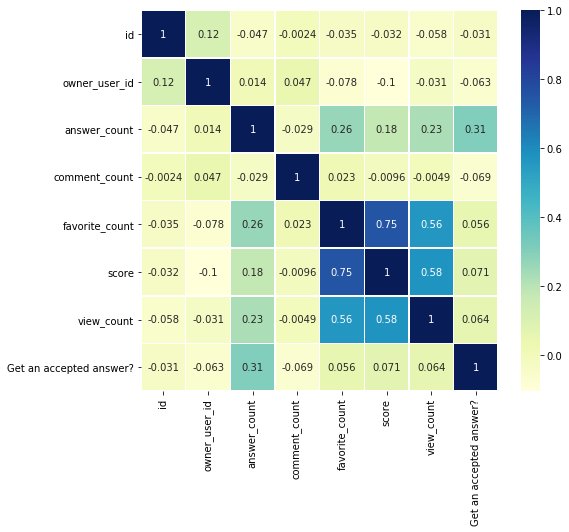 id 1 0.12 -0.047 -0.0024 -0.035 -0.032 -0.058 -0.031
owner_user_id 0.12 1 0.014 0.047 -0.078 -0.1 -0.031 -0.063
answer_count -0.047 0.014 1 -0.029 0.26 0.18 0.23 0.31
comment_count -0.0024 0.047 -0.029 1 0.023 -0.0096 -0.0049 -0.069
favorite_count -0.035 -0.078 0.26 0.023 1 0.75 0.56 0.056
score -0.032 -0.1 0.18 -0.0096 0.75 1 0.58 0.071
view_count -0.058 -0.031 0.23 -0.0049 0.56 0.58 1 0.064
Get an accepted answer? -0.031 -0.063 0.31 -0.069 0.056 0.071 0.064 1
id
owner_user_id
answer_count
comment_count
favorite_count
score
view_count
Get an accepted answer?
1.0
0.8
0.6
0.4
0.2
0.0